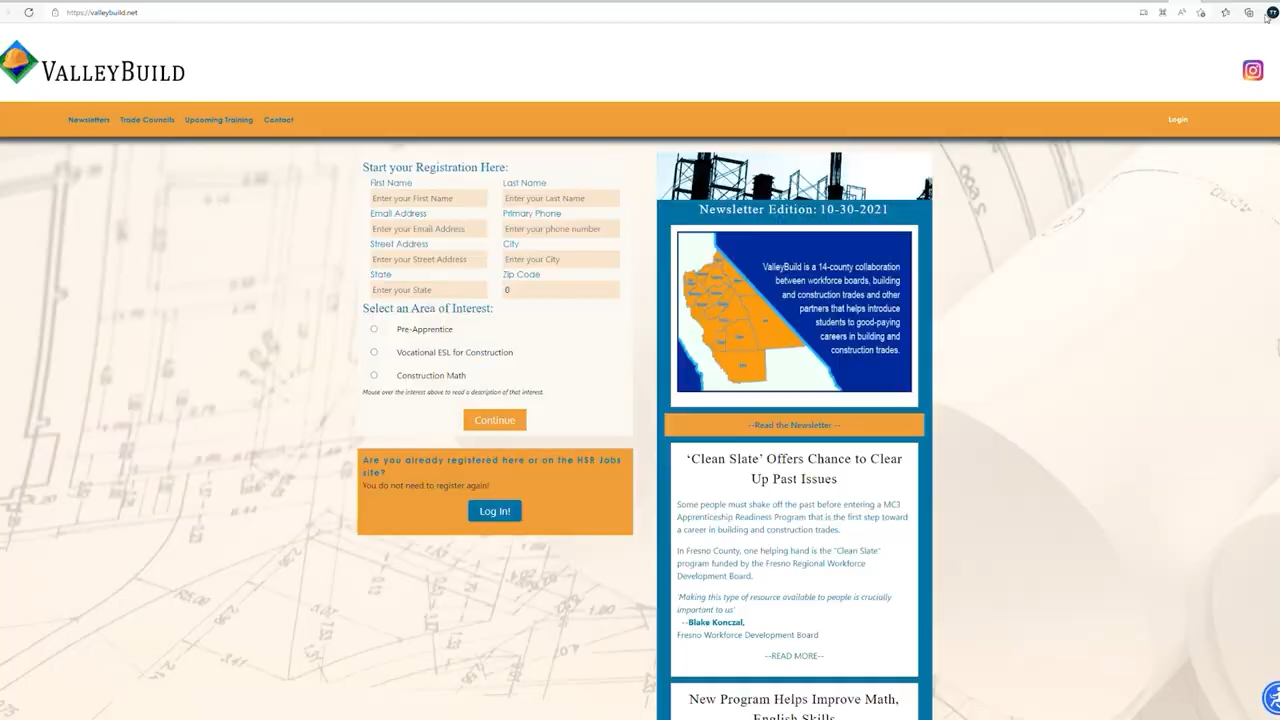 https://valleybuild.net
VALLEYBUILD
Newsletters Trade Councils Upcoming Training Contact
Login
Start your Registration Here:
First Name Last Name
Enter your First Name Enter your Last Name
Email Address Primary Phone
Enter your Email Address Enter your phone number
Street Address City
Enter your Street Address Enter your City
State Zip Code
Enter your State 0
Select an Area of Interest:
Pre-Apprentice
Vocational ESL for Construction
Construction Math
Mouse over the interest above to read a description of that interest.
Continue
Are you already registered here or on the HSR Jobs
site?
You do not need to register again!
Log In!
Newsletter Edition: 10-30-2021
ValleyBuild is a 14-county collaboration
between workforce boards, building
and construction trades and other
partners that helps introduce
students to good-paying
careers in building and
construction trades.
--Read the Newsletter --
‘Clean Slate’ Offers Chance to Clear
Up Past Issues
Some people must shake off the past before entering a MC3
Apprenticeship Readiness Program that is the first step toward
a career in building and construction trades.
In Fresno County, one helping hand is the "Clean Slate"
program funded by the Fresno Regional Workforce
Development Board.
'Making this type of resource available to people is crucially
important to us'
--Blake Konczal,
Fresno Workforce Development Board
--READ MORE--
New Program Helps Improve Math,
English Skills